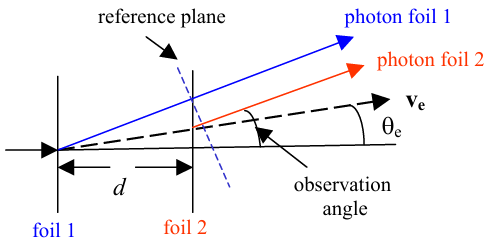 reference plane
photon foil 1
photon foil 2
vₑ
θₑ
d
observation
angle
foil 1
foil 2